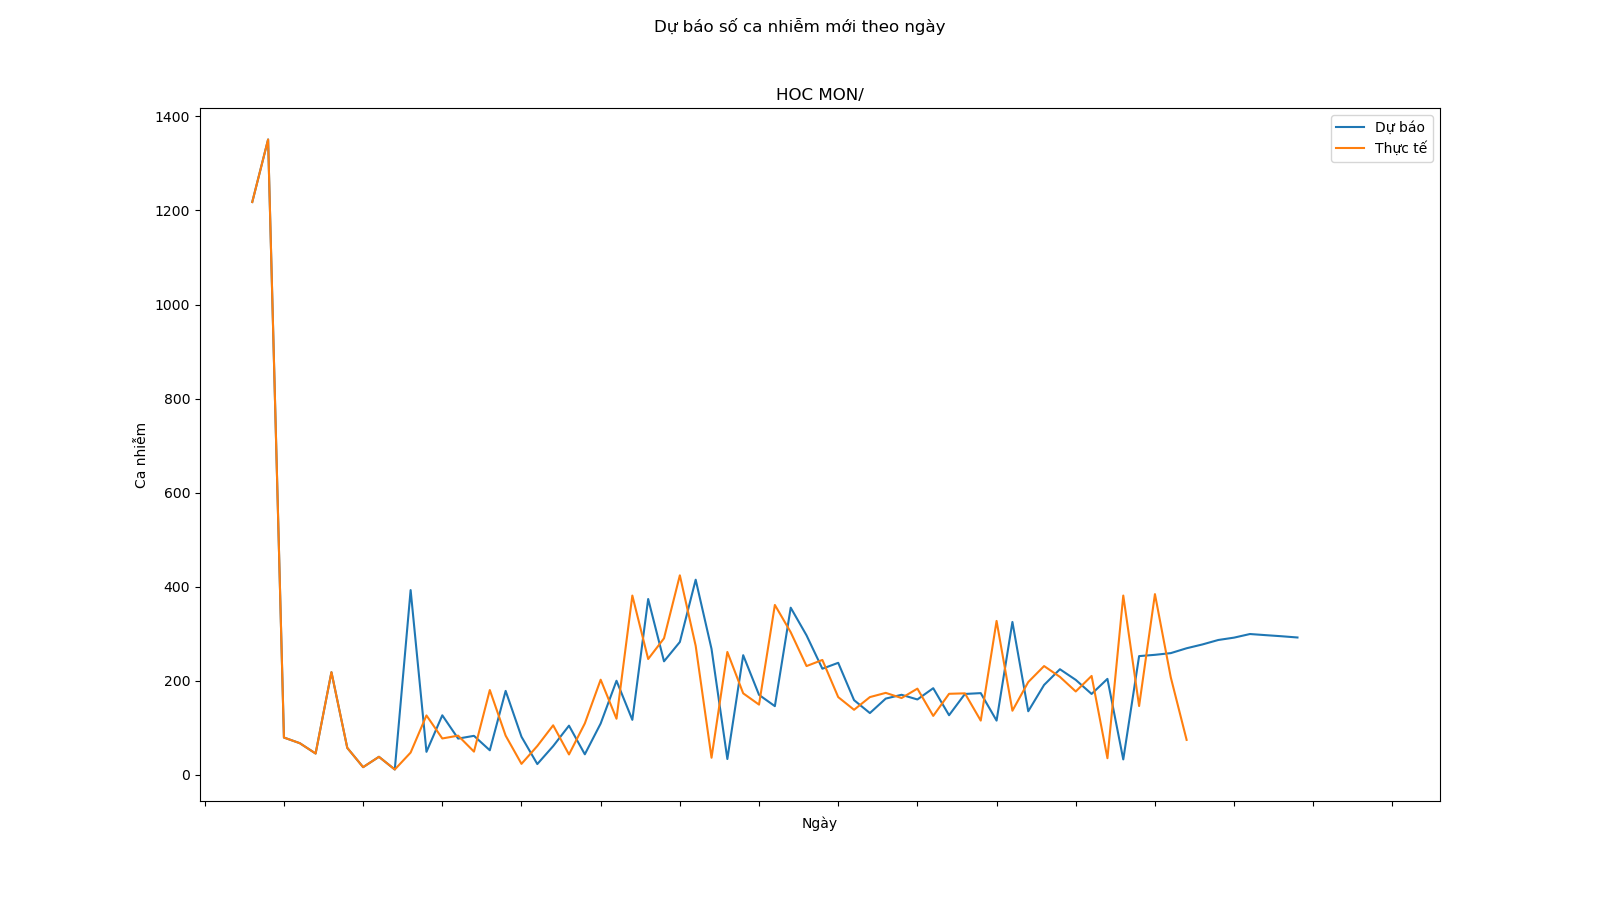 Dự báo số ca nhiễm mới theo ngày
HOC MON/
Dự báo
Thực tế
1400
1200
1000
800
600
400
200
0
Ca nhiễm
Ngày